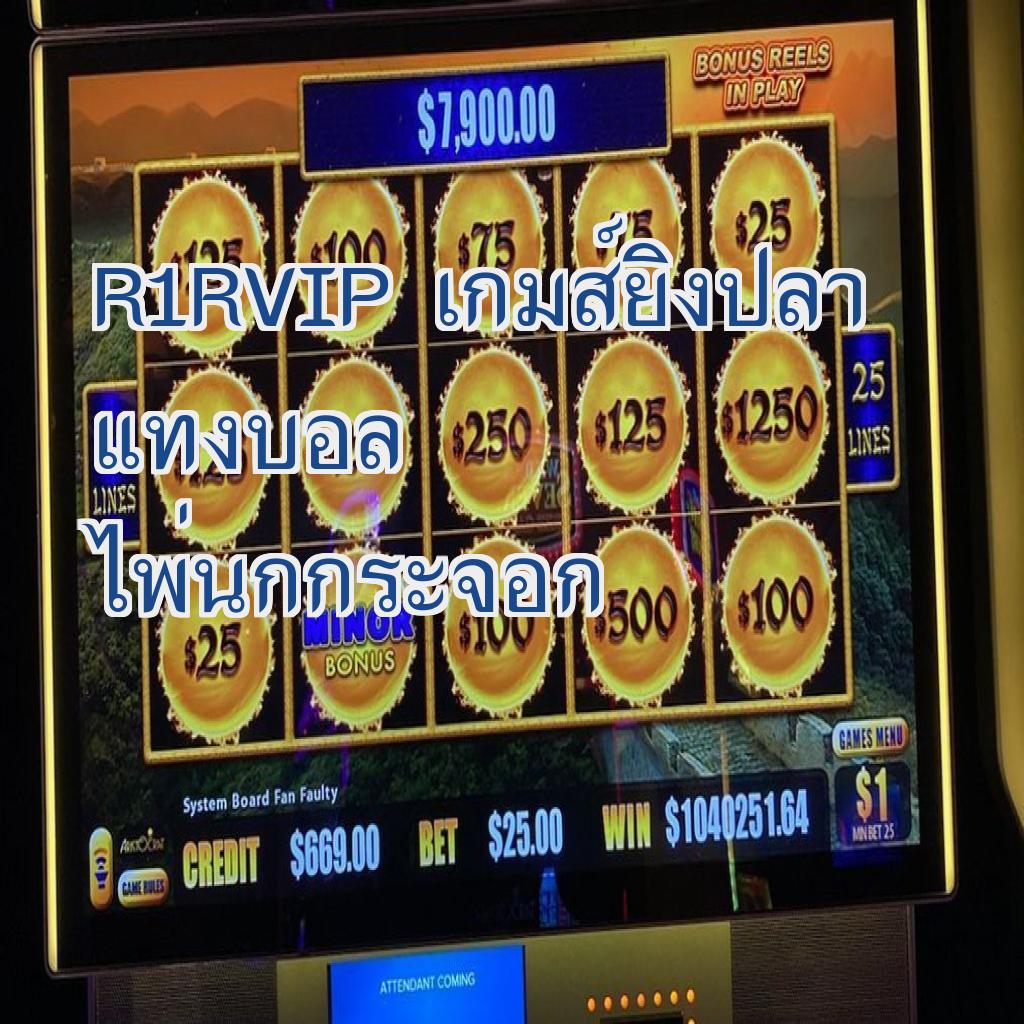 BONUS REELS
IN PLAY
$7,900.00
$125 $100 $75 $25
R1RVIP เกมส์ยิงปลา
$250 $125 $1250
25
LINES
LINES
แทงบอล
ไพ่นกกระจอก
$25 MINOR $100 $500 $100
BONUS
GAMES MENU
System Board Fan Faulty
$1
MIN BET 25
ARISTOCRAT
CREDIT $669.00 BET $25.00 WIN $1040251.64
GAME RULES
ATTENDANT COMING